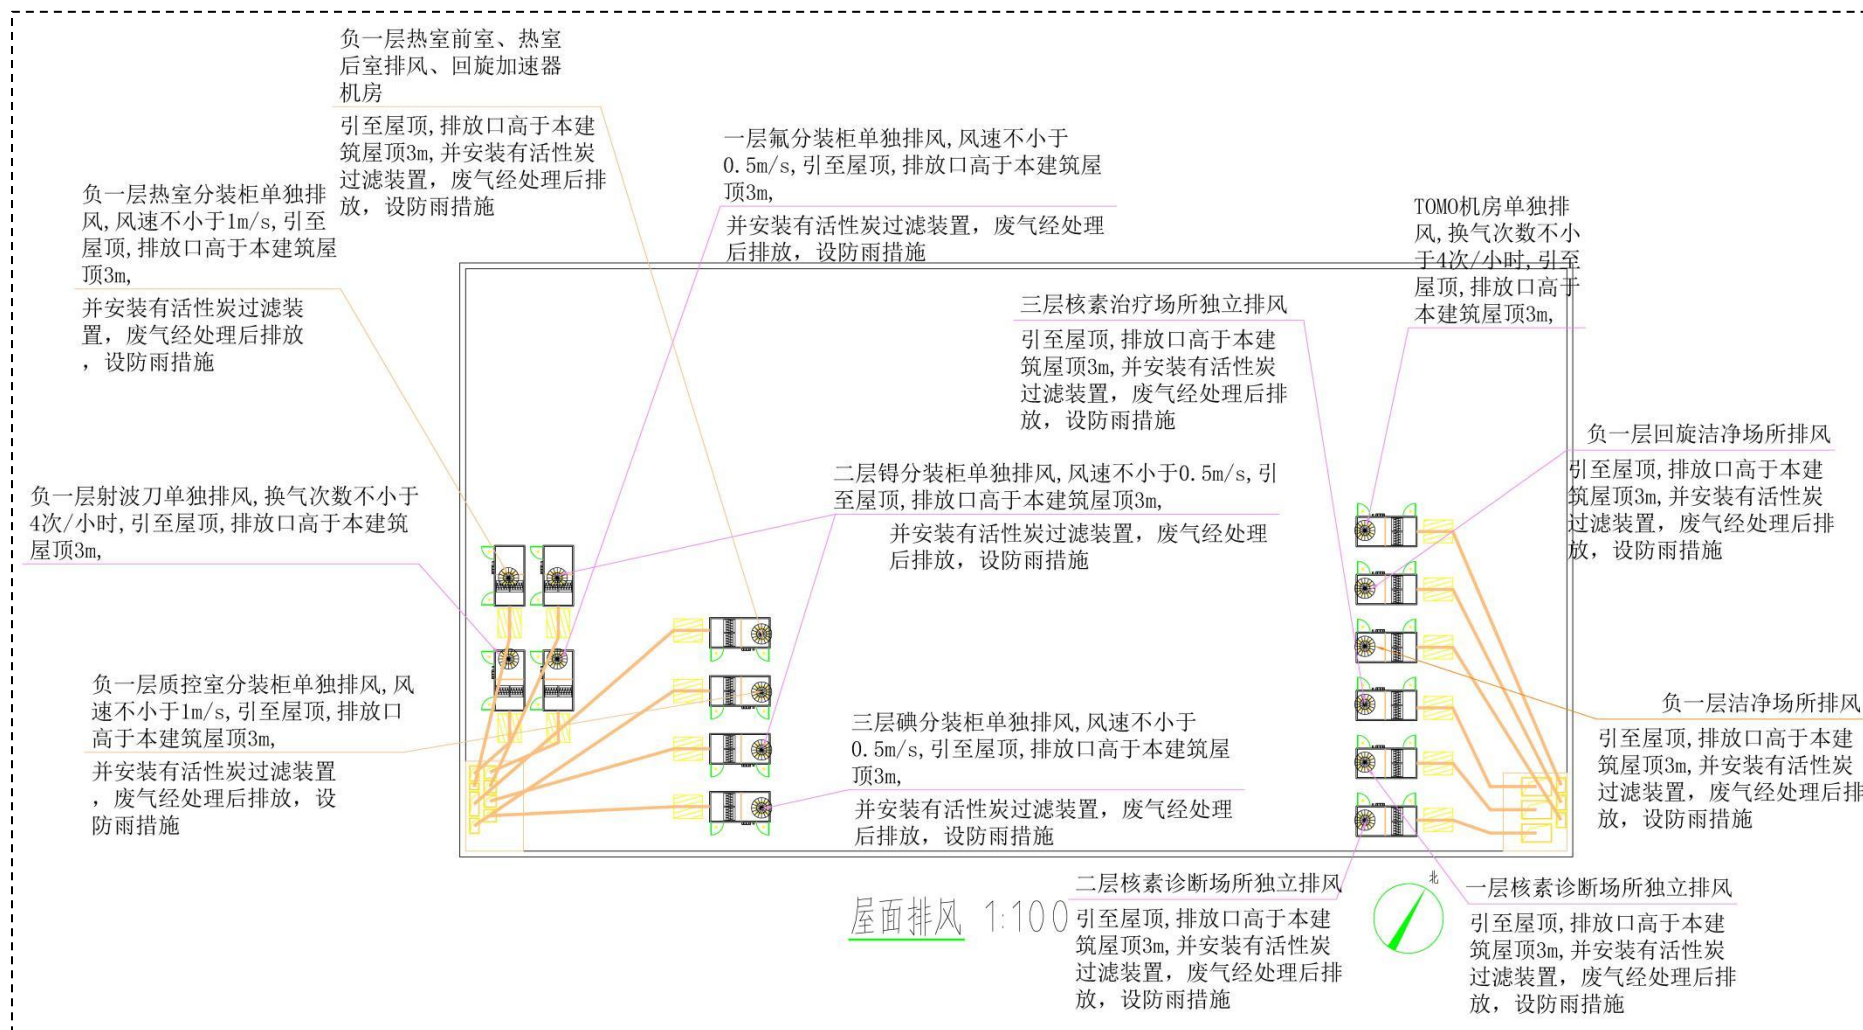 负一层热室前室、热室
后室排风、回旋加速器
机房
引至屋顶,排放口高于本建
筑屋顶3m,并安装有活性炭
过滤装置，废气经处理后排
放，设防雨措施
一层氟分装柜单独排风,风速不小于
0.5m/s,引至屋顶,排放口高于本建筑屋
顶3m,
并安装有活性炭过滤装置，废气经处理
后排放，设防雨措施
负一层热室分装柜单独排
风,风速不小于1m/s,引至
屋顶,排放口高于本建筑屋
顶3m,
并安装有活性炭过滤装
置，废气经处理后排放
，设防雨措施
TOMO机房单独排
风,换气次数不小
于4次/小时,引至
屋顶,排放口高于
本建筑屋顶3m,
三层核素治疗场所独立排风
引至屋顶,排放口高于本建
筑屋顶3m,并安装有活性炭
过滤装置，废气经处理后排
放，设防雨措施
负一层回旋洁净场所排风
引至屋顶,排放口高于本建
筑屋顶3m,并安装有活性炭
过滤装置，废气经处理后排
放，设防雨措施
二层锝分装柜单独排风,风速不小于0.5m/s,引
至屋顶,排放口高于本建筑屋顶3m,
并安装有活性炭过滤装置，废气经处理
后排放，设防雨措施
负一层射波刀单独排风,换气次数不小于
4次/小时,引至屋顶,排放口高于本建筑
屋顶3m,
负一层质控室分装柜单独排风,风
速不小于1m/s,引至屋顶,排放口
高于本建筑屋顶3m,
并安装有活性炭过滤装置
，废气经处理后排放，设
防雨措施
三层碘分装柜单独排风,风速不小于
0.5m/s,引至屋顶,排放口高于本建筑屋
顶3m,
并安装有活性炭过滤装置，废气经处理
后排放，设防雨措施
负一层洁净场所排风
引至屋顶,排放口高于本建
筑屋顶3m,并安装有活性炭
过滤装置，废气经处理后排
放，设防雨措施
二层核素诊断场所独立排风
引至屋顶,排放口高于本建
筑屋顶3m,并安装有活性炭
过滤装置，废气经处理后排
放，设防雨措施
北
一层核素诊断场所独立排风
引至屋顶,排放口高于本建
筑屋顶3m,并安装有活性炭
过滤装置，废气经处理后排
放，设防雨措施
屋面排风 1:100